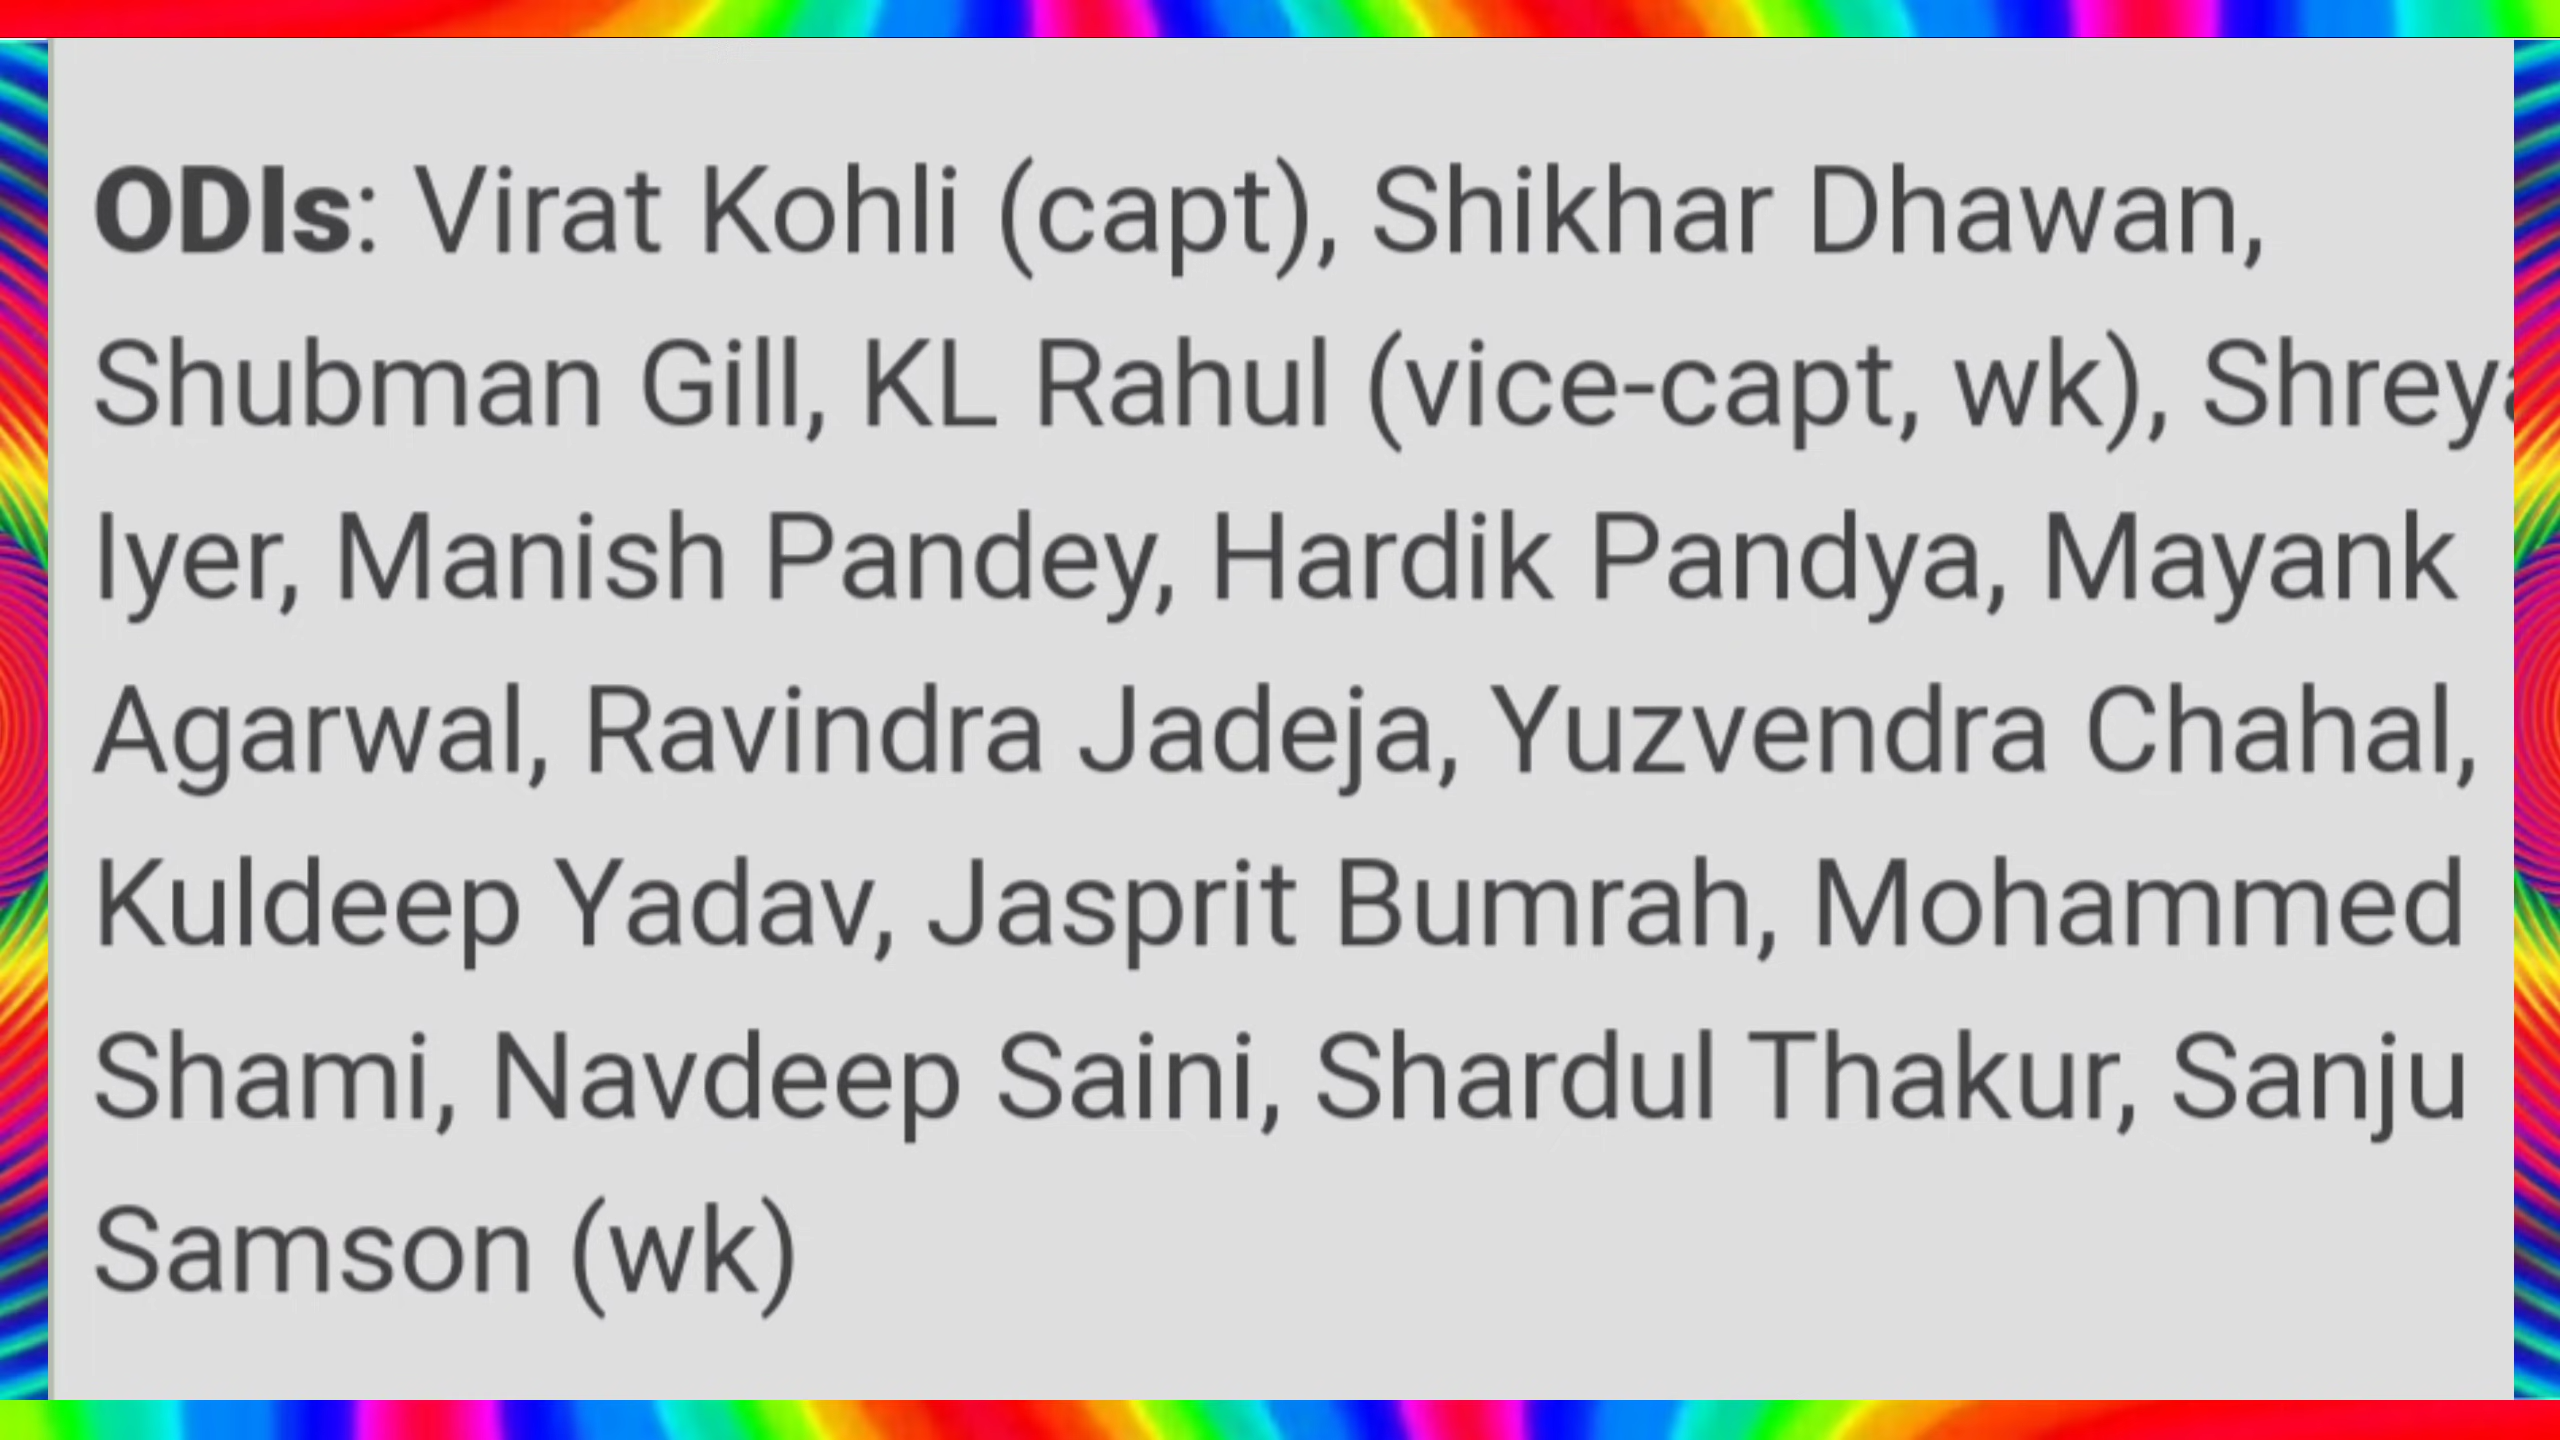 ODIs: Virat Kohli (capt), Shikhar Dhawan,
Shubman Gill, KL Rahul (vice-capt, wk),
Iyer, Manish Pandey, Hardik Pandya, Mayank
Agarwal, Ravindra Jadeja, Yuzvendra Chahal,
Kuldeep Yadav, Jasprit Bumrah, Mohammed
Shami, Navdeep Saini, Shardul Thakur, Sanju
Samson (wk)